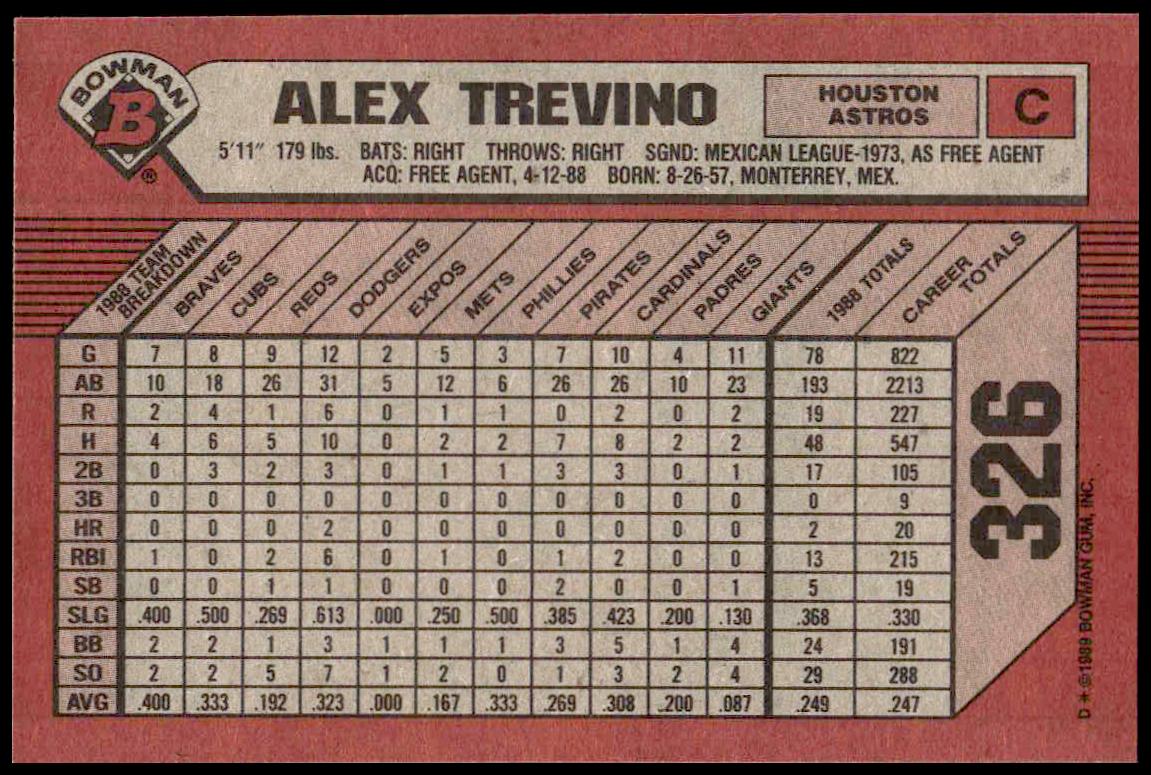 BOWMAN
B
®
ALEX TREVINO
HOUSTON
ASTROS
C
5'11" 179 lbs. BATS: RIGHT THROWS: RIGHT SGND: MEXICAN LEAGUE-1973, AS FREE AGENT
ACQ: FREE AGENT, 4-12-88 BORN: 8-26-57, MONTERREY, MEX.
1988 TEAM BREAKDOWN BRAVES CUBS REDS DODGERS EXPOS METS PHILLIES PIRATES CARDINALS PADRES GIANTS 1988 TOTALS CAREER TOTALS
G 7 8 9 12 2 5 3 7 10 4 11 78 822
AB 10 18 26 31 5 12 6 26 26 10 23 193 2213
R 2 4 1 6 0 1 1 0 2 0 2 19 227
H 4 6 5 10 0 2 2 7 8 2 2 48 547
2B 0 3 2 3 0 1 1 3 3 0 1 17 105
3B 0 0 0 0 0 0 0 0 0 0 0 0 9
HR 0 0 0 2 0 0 0 0 0 0 0 2 20
RBI 1 0 2 6 0 1 0 1 2 0 0 13 215
SB 0 0 1 1 0 0 0 2 0 0 1 5 19
SLG .400 .500 .269 .613 .000 .250 .500 .385 .423 .200 .130 .368 .330
BB 2 2 1 3 1 1 1 3 5 1 4 24 191
SO 2 2 5 7 1 2 0 1 3 2 4 29 288
AVG .400 .333 .192 .323 .000 .167 .333 .269 .308 .200 .087 .249 .247
326
D * ©1989 BOWMAN GUM, INC.